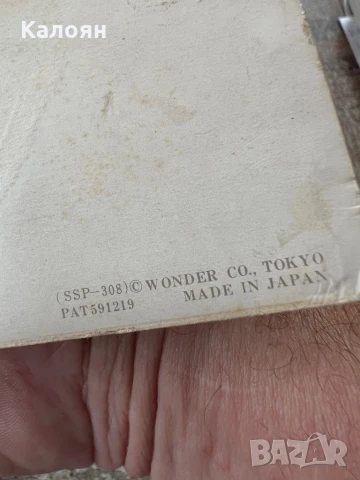 Калоян
(SSP-308)© WONDER CO., TOKYO
PAT591219 MADE IN JAPAN
BAZAR